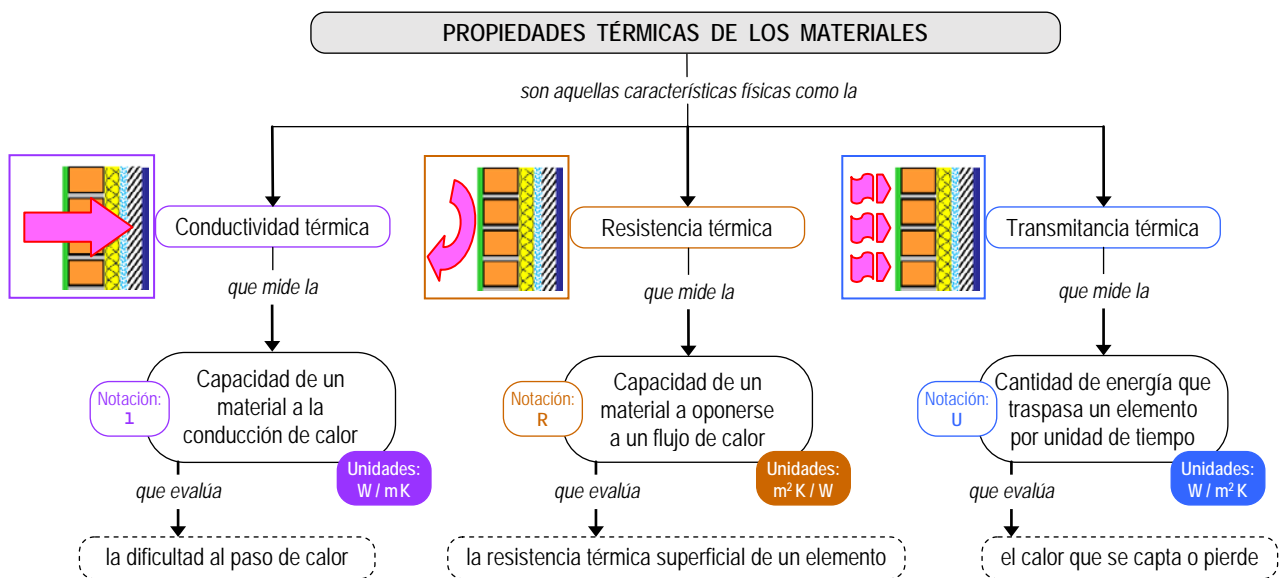 PROPIEDADES TÉRMICAS DE LOS MATERIALES
son aquellas características físicas como la
Conductividad térmica
Resistencia térmica
Transmitancia térmica
que mide la
que mide la
que mide la
Notación:
l
Capacidad de un
material a la
conducción de calor
Unidades:
W / m K
Notación:
R
Capacidad de un
material a oponerse
a un flujo de calor
Unidades:
m² K / W
Notación:
U
Cantidad de energía que
traspasa un elemento
por unidad de tiempo
Unidades:
W / m² K
que evalúa
que evalúa
que evalúa
la dificultad al paso de calor
la resistencia térmica superficial de un elemento
el calor que se capta o pierde